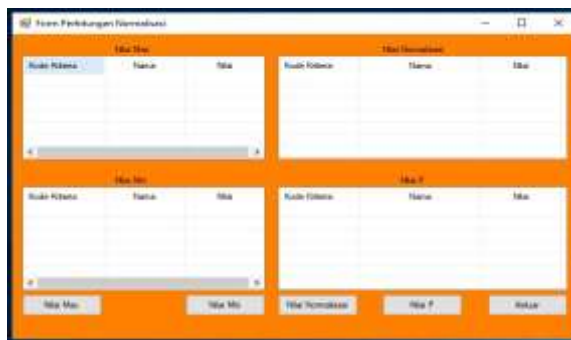 Form Perhitungan Normalisasi
Nilai Max
Nilai Normalisasi
Kode Kriteria Nama Nilai
Kode Kriteria Nama Nilai
Nilai Min
Nilai
Kode Kriteria Nama Nilai
Kode Kriteria Nama Nilai
Nilai Max
Nilai Min
Nilai Normalisasi
Nilai
Keluar